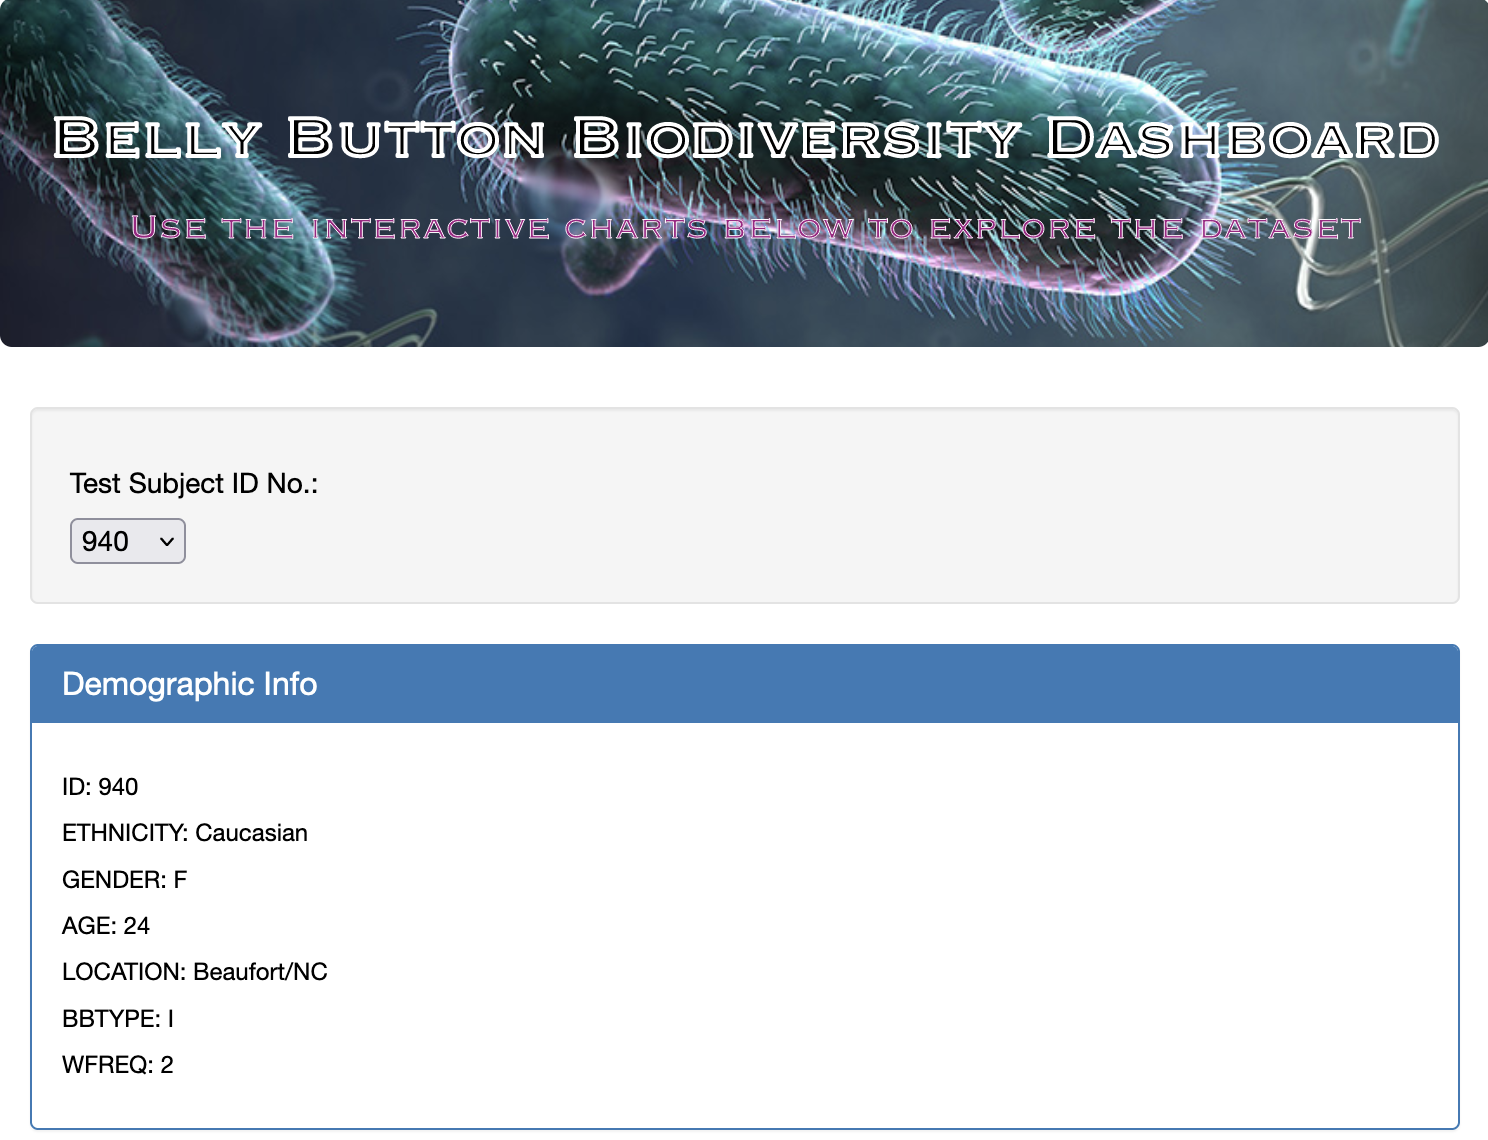 Belly Button Biodiversity Dashboard
Use the interactive charts below to explore the dataset
Test Subject ID No.:
940
Demographic Info
ID: 940
ETHNICITY: Caucasian
GENDER: F
AGE: 24
LOCATION: Beaufort/NC
BBTYPE: I
WFREQ: 2